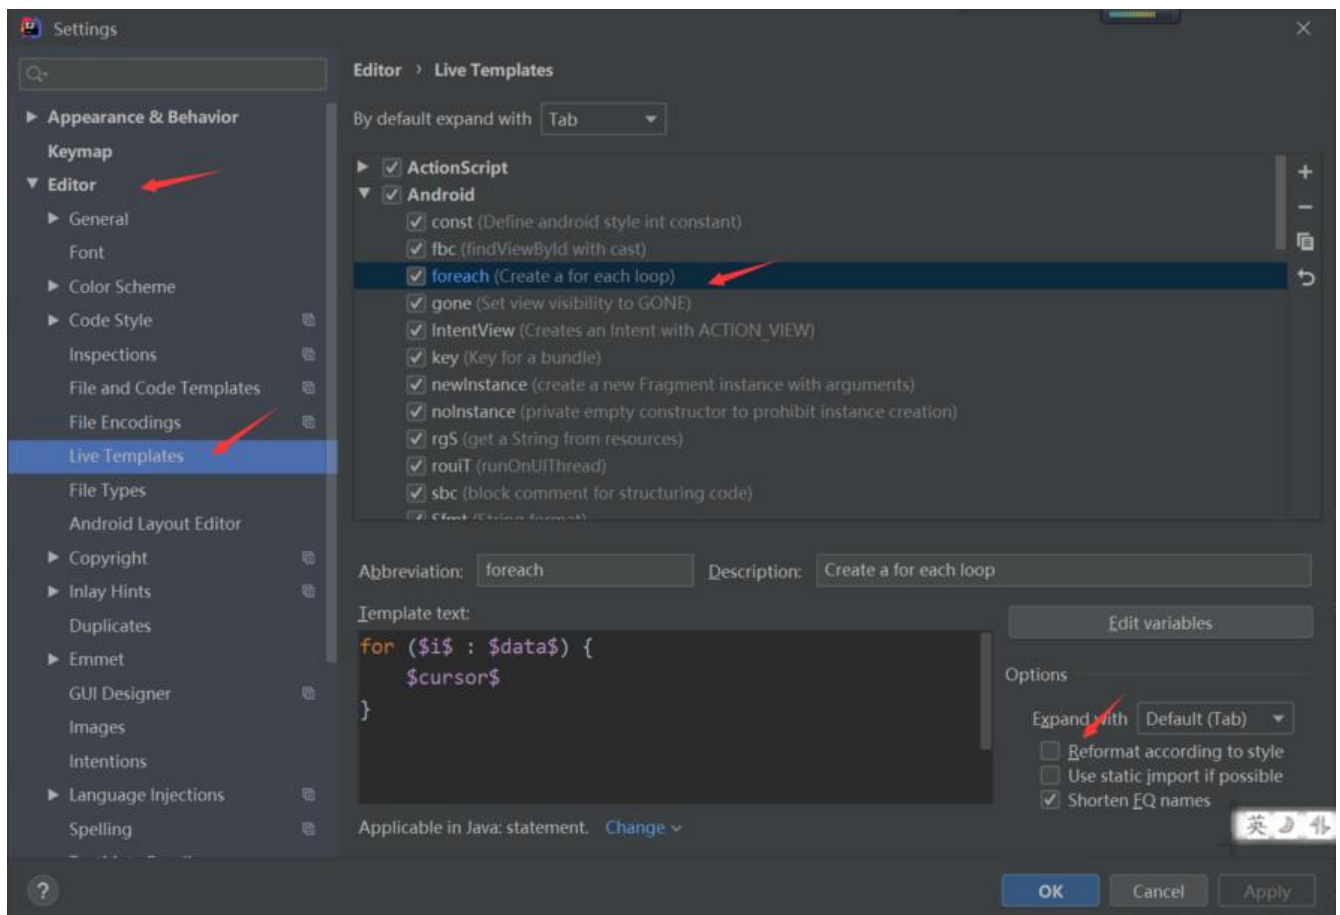 Settings
Editor › Live Templates
Appearance & Behavior
Keymap
Editor
General
Font
Color Scheme
Code Style
Inspections
File and Code Templates
File Encodings
Live Templates
File Types
Android Layout Editor
Copyright
Inlay Hints
Duplicates
Emmet
GUI Designer
Images
Intentions
Language Injections
Spelling
By default expand with Tab
ActionScript
Android
const (Define android style int constant)
fbc (findViewById with cast)
foreach (Create a for each loop)
gone (Set view visibility to GONE)
IntentView (Creates an Intent with ACTION_VIEW)
key (Key for a bundle)
newInstance (create a new Fragment instance with arguments)
noInstance (private empty constructor to prohibit instance creation)
rgS (get a String from resources)
rouiT (runOnUIThread)
sbc (block comment for structuring code)
Sfmt (String format)
Abbreviation: foreach Description: Create a for each loop
Template text:
for ($i$ : $data$) {
$cursor$
}
Edit variables
Options
Expand with Default (Tab)
Reformat according to style
Use static import if possible
Shorten FQ names
Applicable in Java: statement. Change
英
? OK Cancel Apply